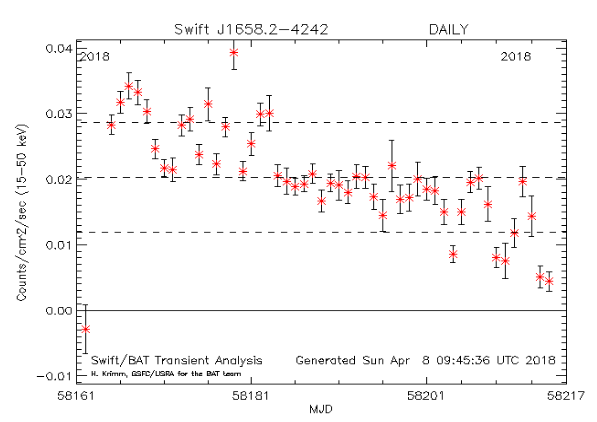 Swift J1658.2-4242 DAILY
0.04
2018 2018
0.03
0.02
0.01
0.00
-0.01
Counts/cm^2/sec (15-50 keV)
Swift/BAT Transient Analysis Generated Sun Apr 8 09:45:36 UTC 2018
H. Krimm, GSFC/USRA for the BAT team
58161 58181 58201 58217
MJD